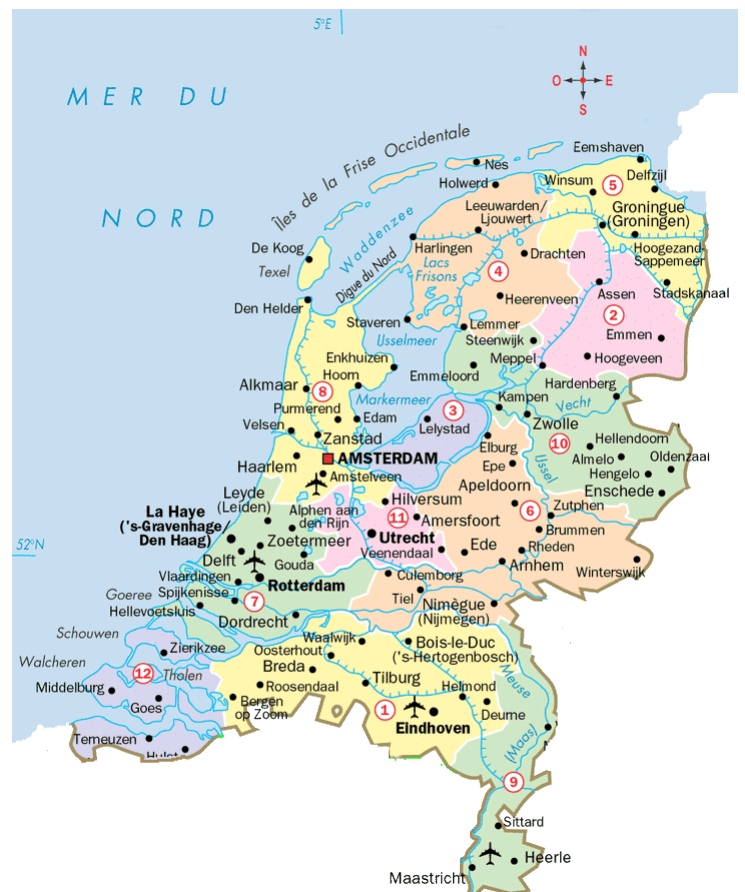 5°E
N
O E
S
MER DU
NORD
Îles de la Frise Occidentale
Eemshaven
Delfzijl
Nes
Holwerd
Winsum
5
Leeuwarden/
Ljouwert
Groningue
(Groningen)
Waddenzee
De Koog
Texel
Harlingen
Lacs
Frisons
Drachten
Hoogezand-
Sappemeer
4
Digue du Nord
Den Helder
Heerenveen
Assen
Stadskanaal
2
Staveren
Lemmer
IJsselmeer
Steenwijk
Emmen
Enkhuizen
Meppel
Hoogeveen
Hoorn
Emmeloord
Alkmaar
8
Hardenberg
Markermeer
3
Kampen
Vecht
Purmerend
Edam
Lelystad
Zwolle
Velsen
Zanstad
10
Hellendoorn
Elburg
AMSTERDAM
Almelo
Oldenzaal
Haarlem
Epe
IJssel
Hengelo
Amstelveen
Apeldoorn
Enschede
Leyde
(Leiden)
Hilversum
Zutphen
La Haye
('s-Gravenhage/
Den Haag)
Alphen aan
den Rijn
11
Amersfoort
6
Brummen
Utrecht
Zoetermeer
Ede
Rheden
52°N
Delft
Gouda
Veenendaal
Arnhem
Winterswijk
Vlaardingen
Culemborg
Spijkenisse
Rotterdam
Goeree
7
Tiel
Hellevoetsluis
Nimègue
(Nijmegen)
Dordrecht
Schouwen
Waalwijk
Bois-le-Duc
('s-Hertogenbosch)
Zierikzee
Oosterhout
Walcheren
Breda
12
Tholen
Tilburg
Meuse
Middelburg
Roosendaal
Helmond
Goes
Bergen
op Zoom
1
Deurne
Eindhoven
Terneuzen
(Maas)
Hulst
9
Sittard
Heerle
Maastricht